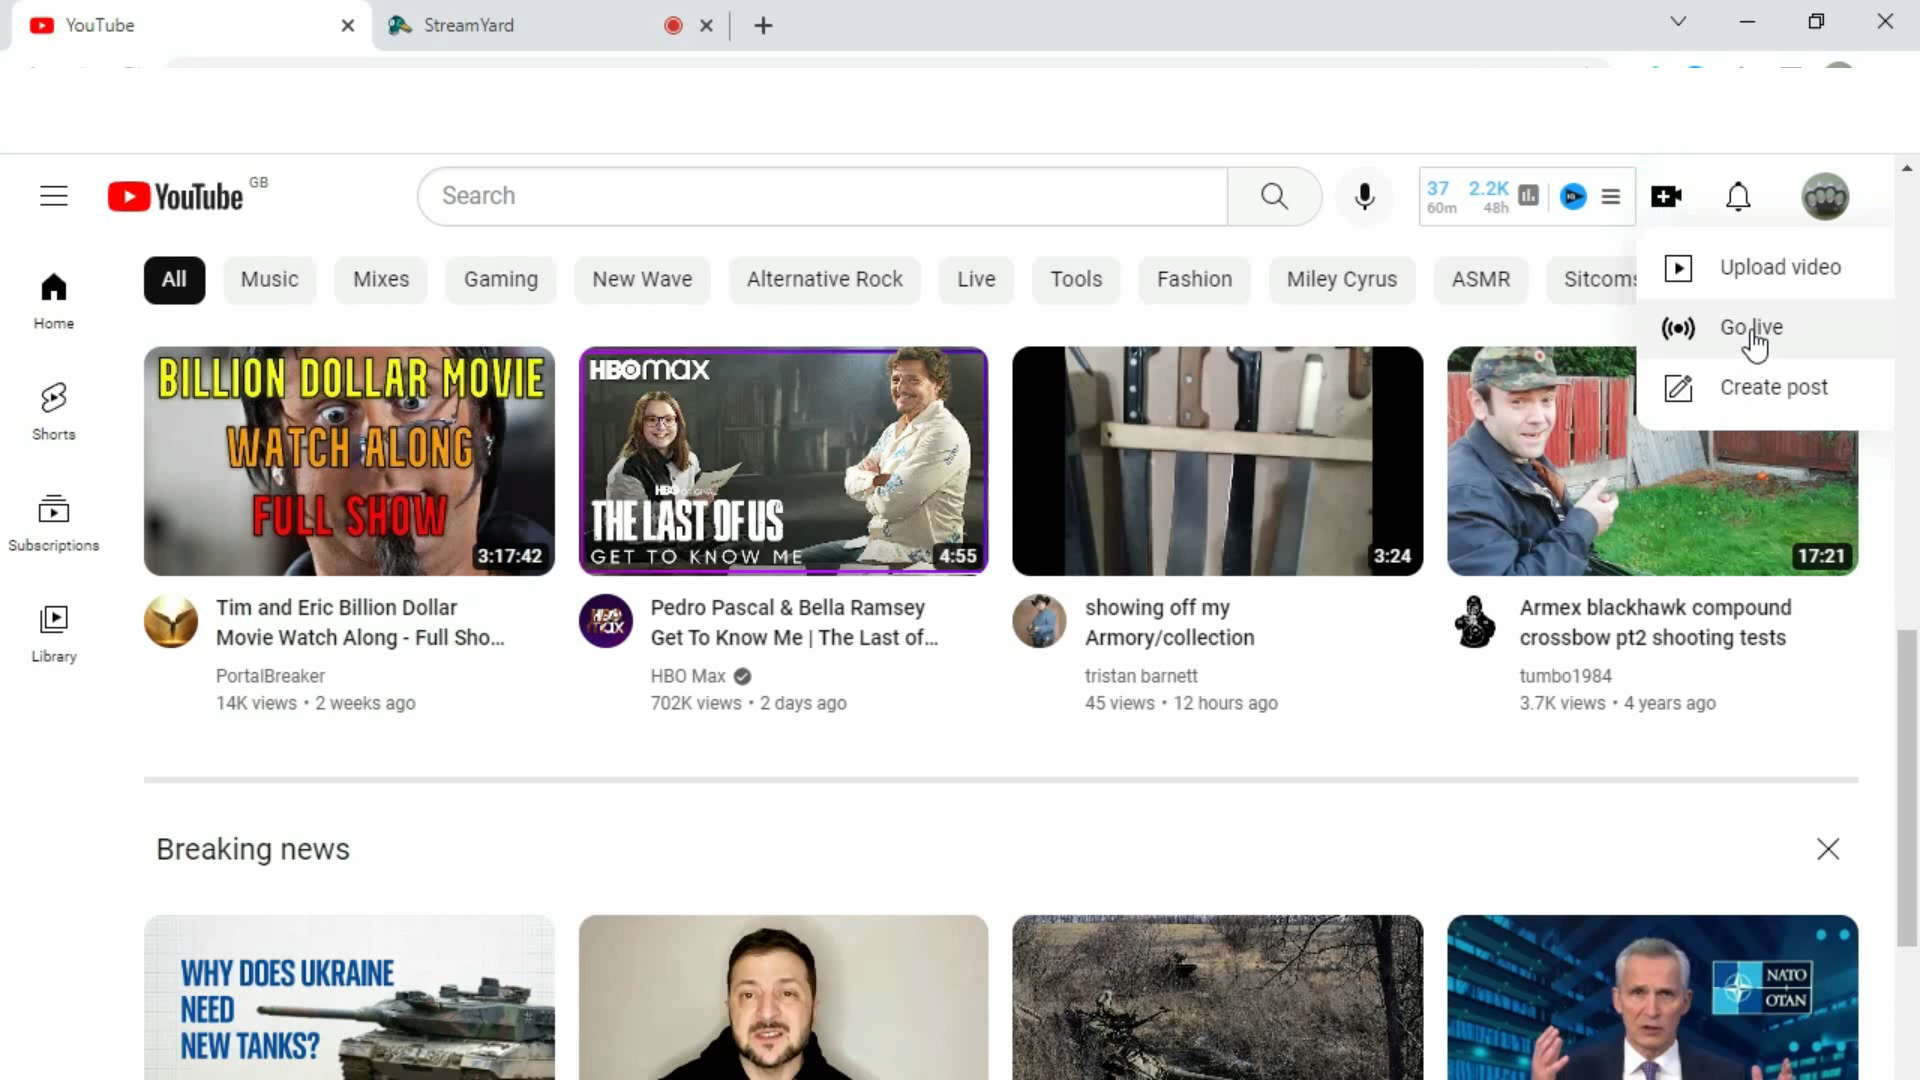 YouTube
StreamYard
YouTube GB
Search
37 2.2K
60m 48h
Upload video
Go live
Create post
All
Music
Mixes
Gaming
New Wave
Alternative Rock
Live
Tools
Fashion
Miley Cyrus
ASMR
Sitcoms
Home
Shorts
Subscriptions
Library
BILLION DOLLAR MOVIE
WATCH ALONG
FULL SHOW
3:17:42
HBOmax
HBO ORIGINAL
THE LAST OF US
GET TO KNOW ME
4:55
3:24
17:21
Tim and Eric Billion Dollar
Movie Watch Along - Full Sho...
PortalBreaker
14K views • 2 weeks ago
HBO max
Pedro Pascal & Bella Ramsey
Get To Know Me | The Last of...
HBO Max
702K views • 2 days ago
showing off my
Armory/collection
tristan barnett
45 views • 12 hours ago
Armex blackhawk compound
crossbow pt2 shooting tests
tumbo1984
3.7K views • 4 years ago
Breaking news
WHY DOES UKRAINE
NEED
NEW TANKS?
NATO
OTAN